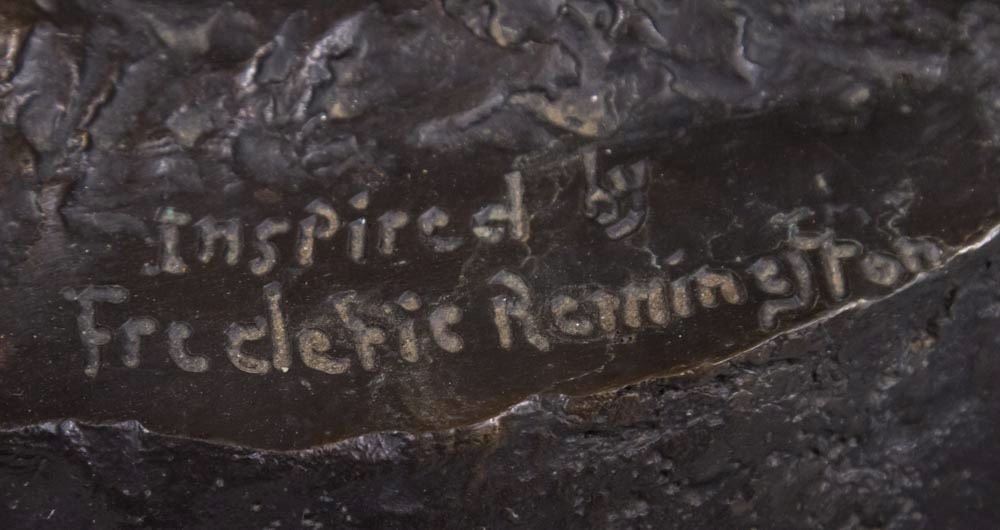 Inspired by
Frederic Remington